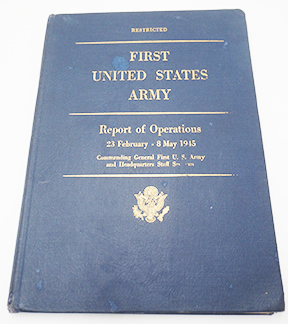 RESTRICTED
FIRST
UNITED STATES
ARMY
Report of Operations
23 February - 8 May 1945
Commanding General First U. S. Army
and Headquarters Staff